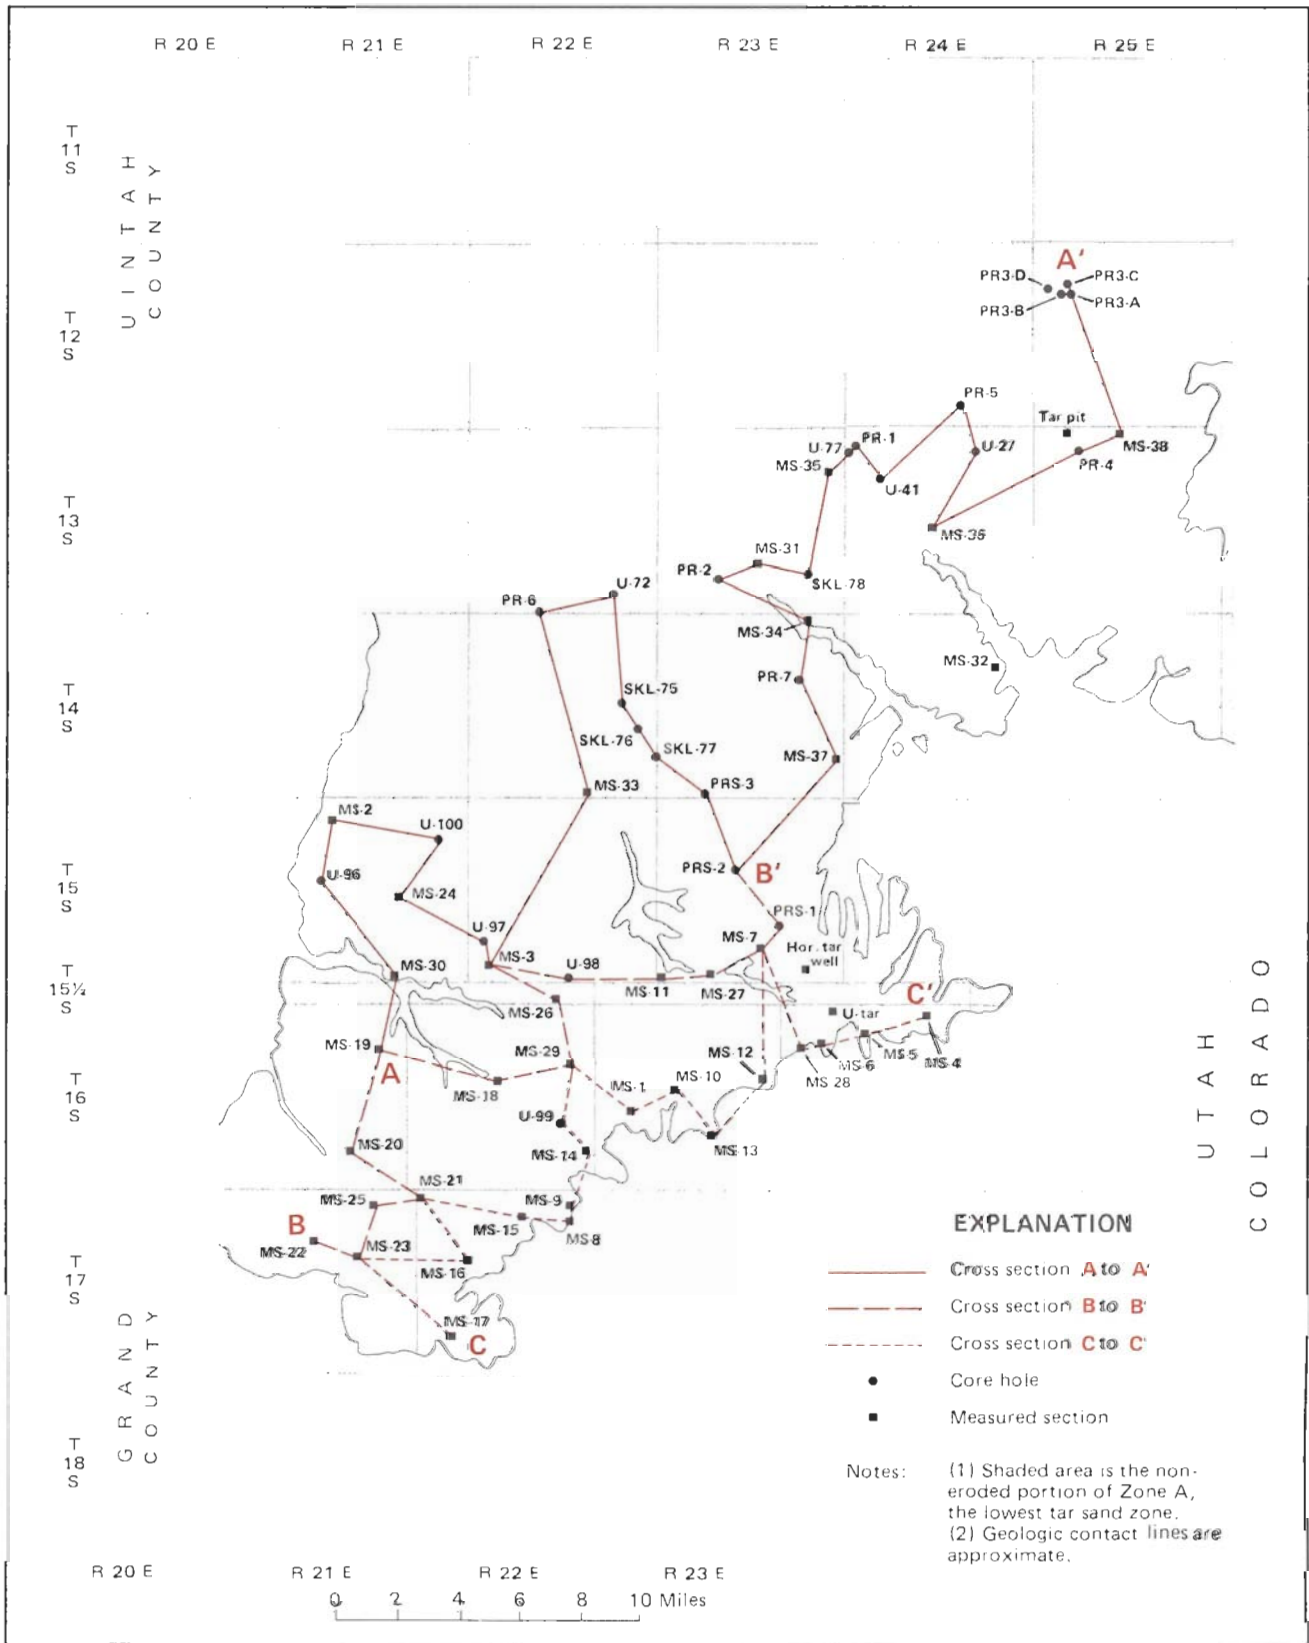 R 20 E R 21 E R 22 E R 23 E R 24 E R 25 E
T
11
S
UINTAH
COUNTY
A'
PR3-D PR3-C
PR3-B PR3-A
T
12
S
PR-5
Tar pit
U-77 PR-1 U-27 MS-38
MS-35 PR-4
U-41
T
13
S
MS-35
MS-31
PR-2 SKL-78
U-72
PR-6
MS-34
MS-32
PR-7
T
14
S
SKL-75
SKL-76 SKL-77
MS-37
MS-33 PRS-3
MS-2
U-100
PRS-2 B'
T
15
S
U-96
MS-24
PRS-1
U-97
MS-7
Hor. tar
well
MS-3 U-98
MS-30
T
15½
S
MS-11 MS-27
C'
MS-26 U-tar
MS-19 MS-29 MS-12
MS-28 MS-6 MS-5 MS-4
A
MS-18
MS-1 MS-10
T
16
S
U-99
MS-20 MS-14 MS-13
MS-21
MS-25 MS-9
MS-15 MS-8
B
MS-22 MS-23
MS-16
T
17
S
MS-17
C
GRAND
COUNTY
T
18
S
UTAH
COLORADO
EXPLANATION
Cross section A to A'
Cross section B to B'
Cross section C to C'
Core hole
Measured section
Notes: (1) Shaded area is the non-
eroded portion of Zone A,
the lowest tar sand zone.
(2) Geologic contact lines are
approximate.
R 20 E R 21 E R 22 E R 23 E
0 2 4 6 8 10 Miles